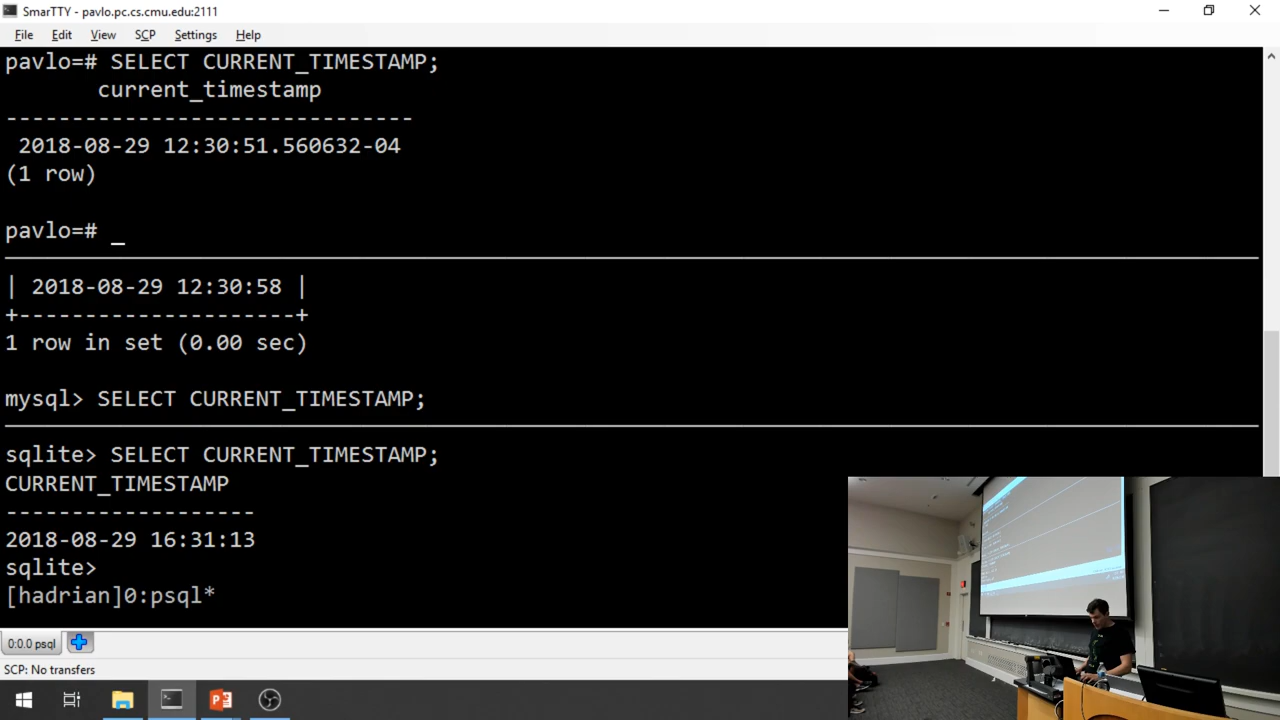 SmarTTY - pavlo.pc.cs.cmu.edu:2111
File Edit View SCP Settings Help
pavlo=# SELECT CURRENT_TIMESTAMP;
current_timestamp
-------------------------------
2018-08-29 12:30:51.560632-04
(1 row)
pavlo=# _
| 2018-08-29 12:30:58 |
+---------------------+
1 row in set (0.00 sec)
mysql> SELECT CURRENT_TIMESTAMP;
sqlite> SELECT CURRENT_TIMESTAMP;
CURRENT_TIMESTAMP
-------------------
2018-08-29 16:31:13
sqlite>
[hadrian]0:psql*
0:0.0 psql
SCP: No transfers